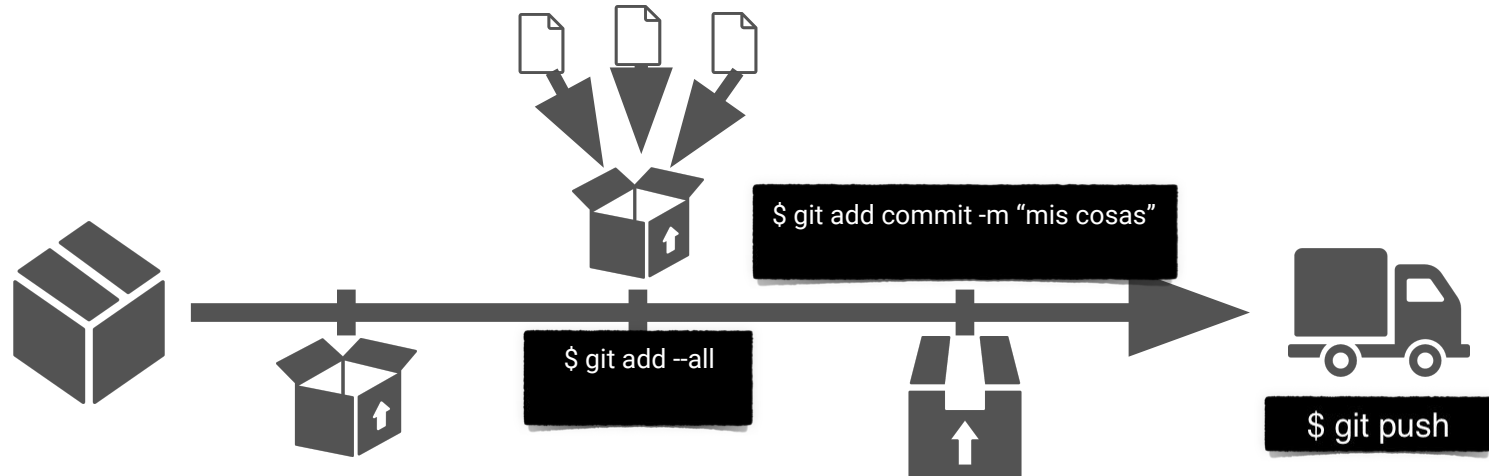 $ git add commit -m “mis cosas”
$ git add --all
$ git push